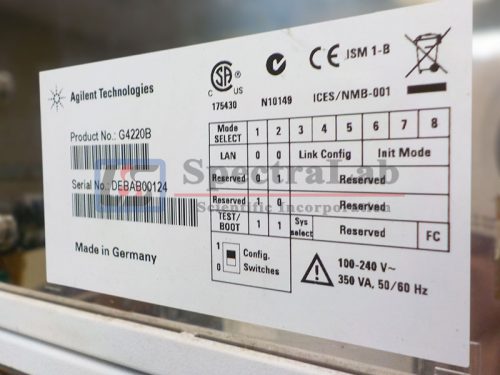 Agilent Technologies
Product No.: G4220B
Serial No.: DEBAB00124
Made in Germany
SA
C US
175430
N10149
CE ISM 1-B
ICES/NMB-001
Mode SELECT 1 2 3 4 5 6 7 8
LAN 0 0 Link Config Init Mode
Reserved 0 Reserved
Reserved 1 0 Reserved
TEST/BOOT 1 1 Sys select Reserved FC
1
0
Config. Switches
100-240 V~
350 VA, 50/60 Hz
SpectraLab
Scientific Incorporated